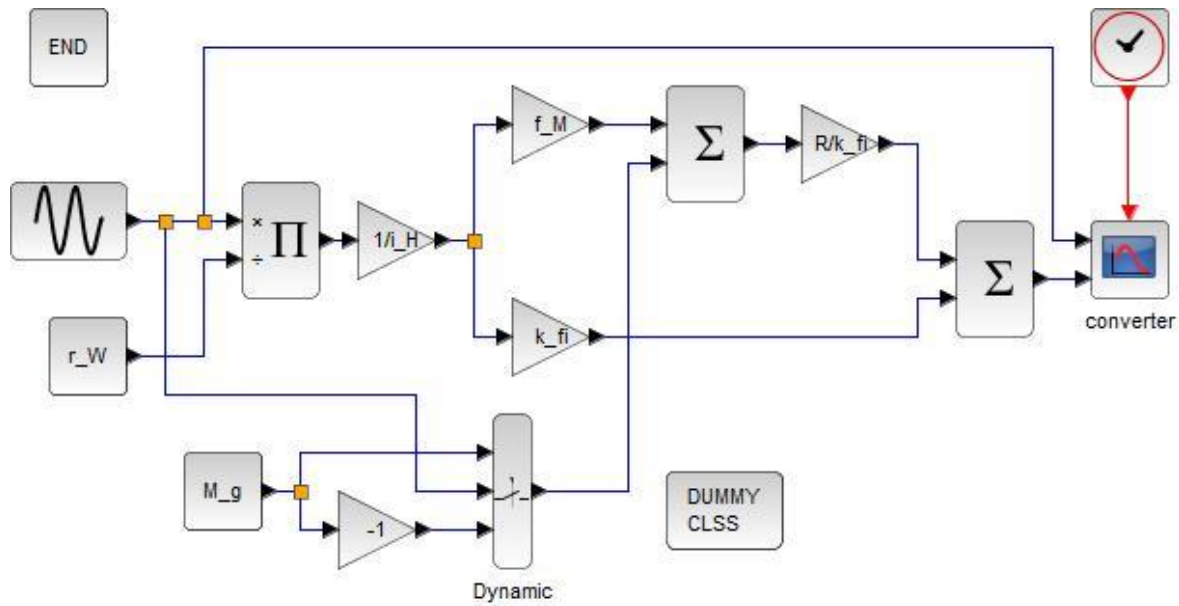 END
f_M
Σ
R/k_fi
×
÷
Π
1/i_H
Σ
k_fi
converter
r_W
M_g
-1
DUMMY
CLSS
Dynamic